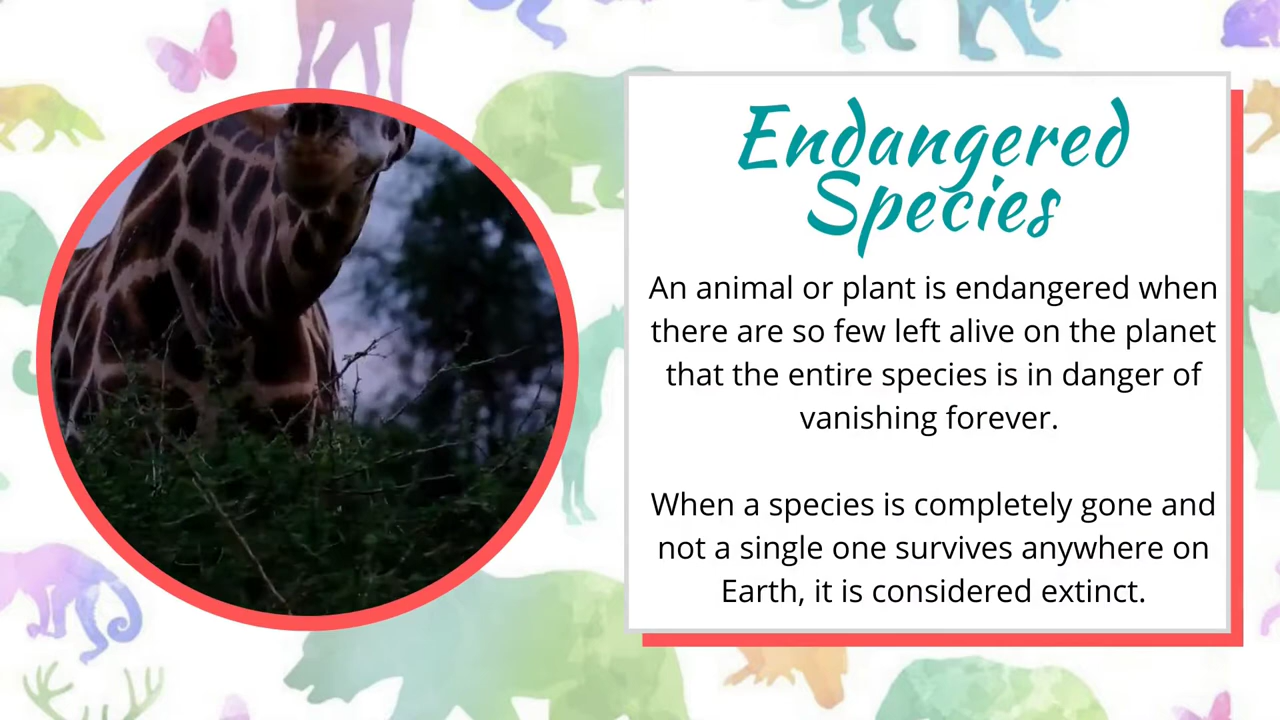 Endangered
Species
An animal or plant is endangered when
there are so few left alive on the planet
that the entire species is in danger of
vanishing forever.
When a species is completely gone and
not a single one survives anywhere on
Earth, it is considered extinct.